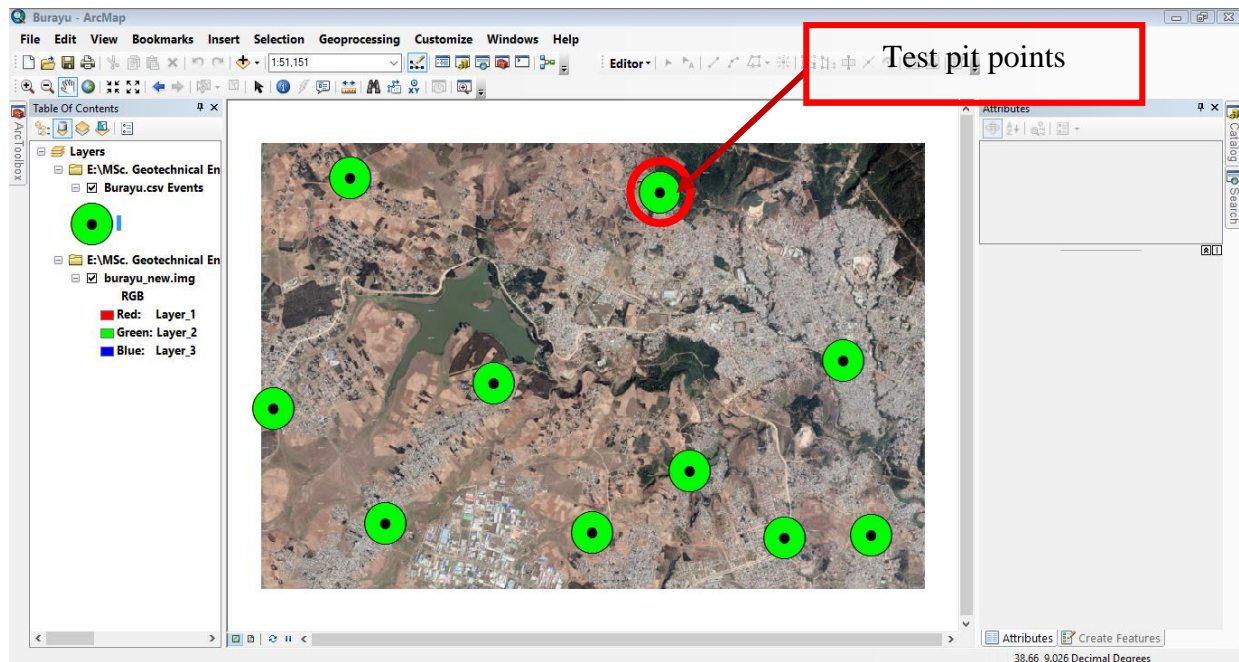 Burayu - ArcMap
File Edit View Bookmarks Insert Selection Geoprocessing Customize Windows Help
1:51,151
Editor
Test pit points
Table Of Contents
Attributes
ArcToolbox
Catalog
Search
Layers
E:\MSc. Geotechnical En
Burayu.csv Events
E:\MSc. Geotechnical En
burayu_new.img
RGB
Red: Layer_1
Green: Layer_2
Blue: Layer_3
Attributes Create Features
38.66 9.026 Decimal Degrees